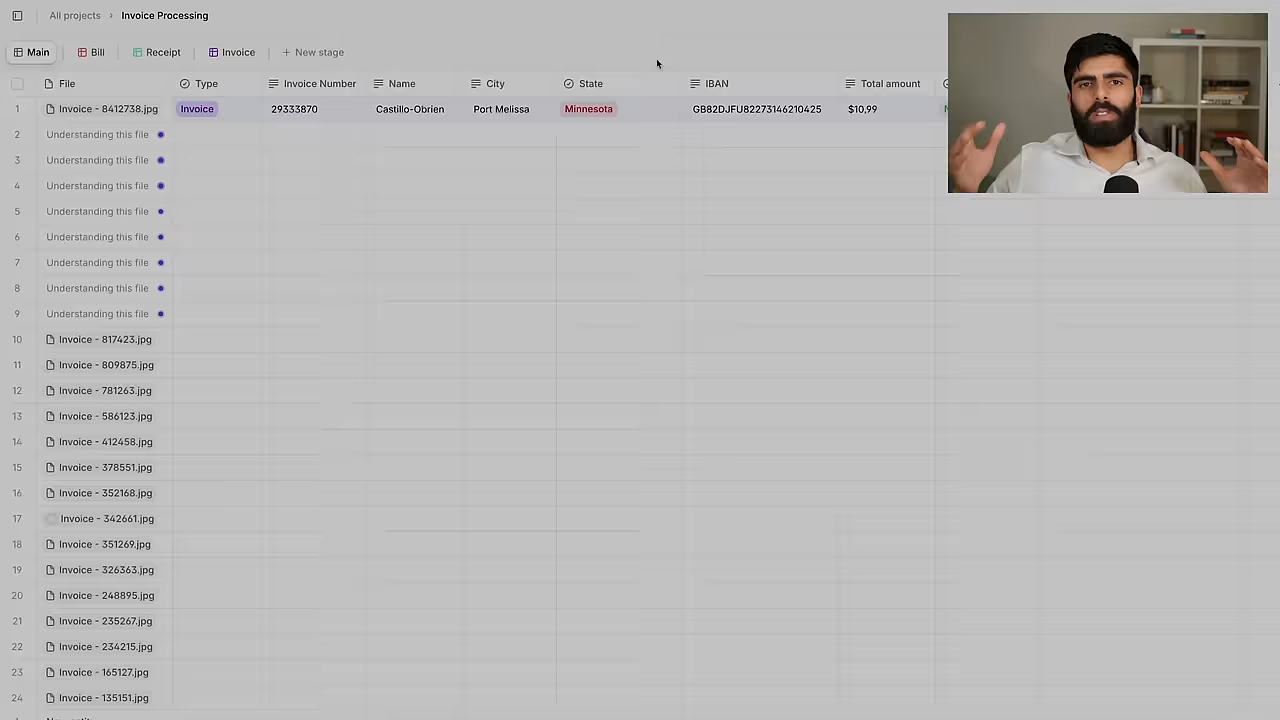 All projects › Invoice Processing
Main Bill Receipt Invoice + New stage
File Type Invoice Number Name City State IBAN Total amount
1 Invoice - 8412738.jpg Invoice 29333870 Castillo-Obrien Port Melissa Minnesota GB82DJFU82273146210425 $10,99
2 Understanding this file
3 Understanding this file
4 Understanding this file
5 Understanding this file
6 Understanding this file
7 Understanding this file
8 Understanding this file
9 Understanding this file
10 Invoice - 817423.jpg
11 Invoice - 809875.jpg
12 Invoice - 781263.jpg
13 Invoice - 586123.jpg
14 Invoice - 412458.jpg
15 Invoice - 378551.jpg
16 Invoice - 352168.jpg
17 Invoice - 342661.jpg
18 Invoice - 351269.jpg
19 Invoice - 326363.jpg
20 Invoice - 248895.jpg
21 Invoice - 235267.jpg
22 Invoice - 234215.jpg
23 Invoice - 165127.jpg
24 Invoice - 135151.jpg